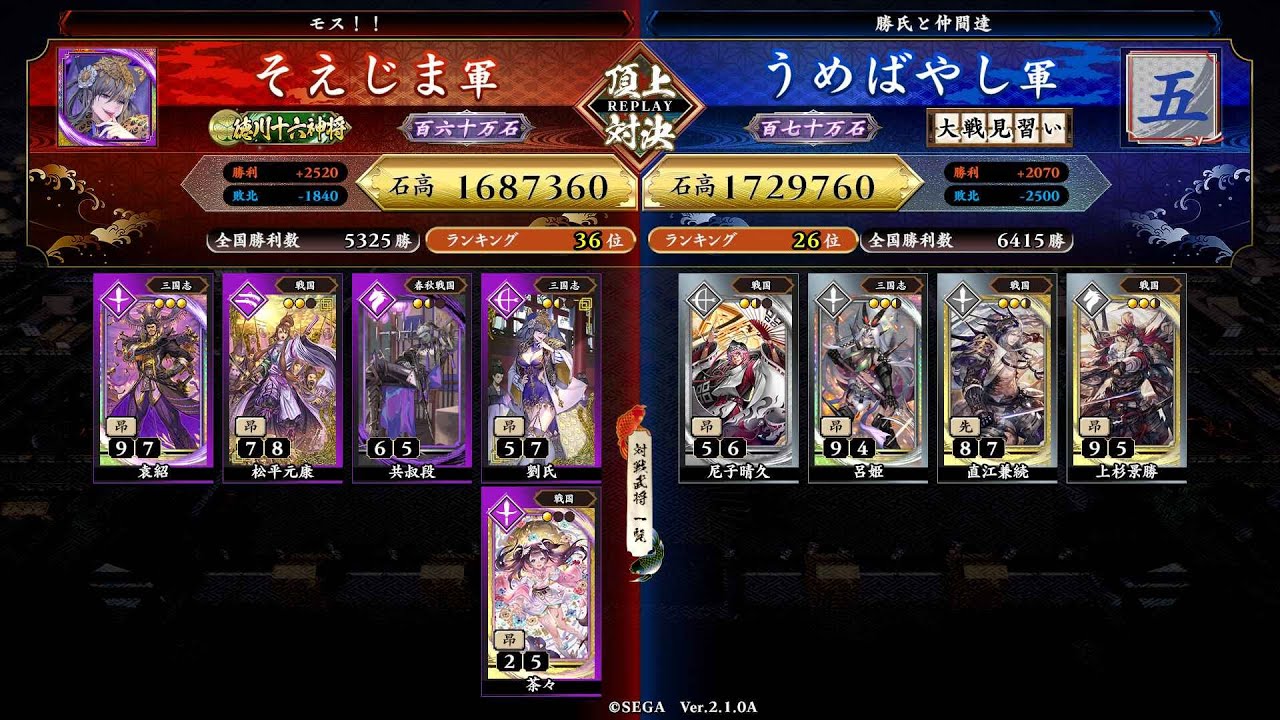 モス！！
勝氏と仲間達
そえじま軍
頂上
REPLAY
対決
うめばやし軍
五
徳川十六神将
百六十万石
百七十万石
大戦見習い
勝利 +2520
敗北 -1840
石高 1687360
石高 1729760
勝利 +2070
敗北 -2500
全国勝利数 5325勝
ランキング 36位
ランキング 26位
全国勝利数 6415勝
三国志
戦国
春秋戦国
三国志
戦国
三国志
戦国
戦国
昂
9 7
袁紹
昂
7 8
松平元康
6 5
共叔段
昂
5 7
劉氏
昂
5 6
尼子晴久
昂
9 4
呂姫
先
8 7
直江兼続
昂
9 5
上杉景勝
対戦武将一覧
戦国
昂
2 5
茶々
©SEGA Ver.2.1.0A